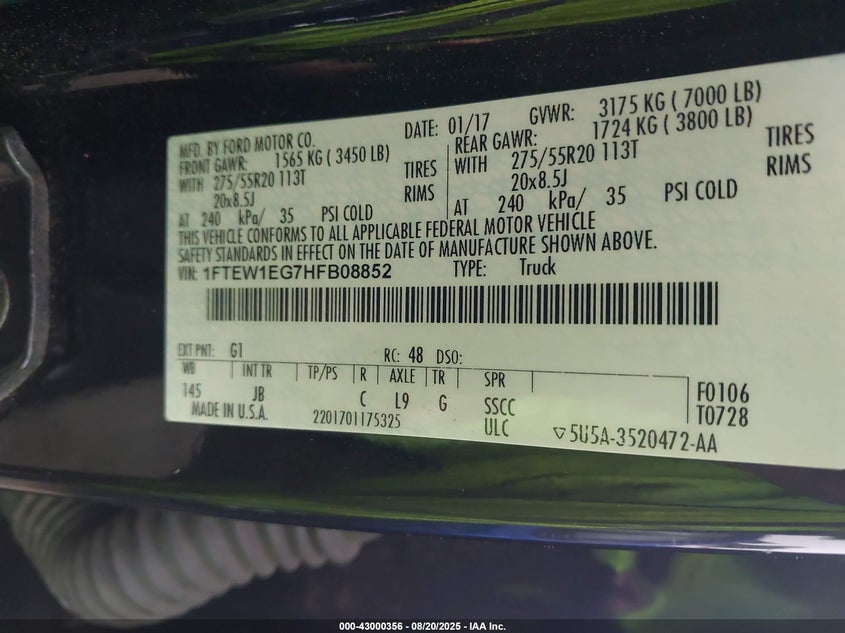 MFD. BY FORD MOTOR CO. DATE: 01/17 GVWR: 3175 KG ( 7000 LB)
FRONT GAWR: 1565 KG ( 3450 LB) REAR GAWR: 1724 KG ( 3800 LB)
WITH 275/55R20 113T TIRES WITH 275/55R20 113T TIRES
20x8.5J RIMS 20x8.5J RIMS
AT 240 kPa/ 35 PSI COLD AT 240 kPa/ 35 PSI COLD
THIS VEHICLE CONFORMS TO ALL APPLICABLE FEDERAL MOTOR VEHICLE
SAFETY STANDARDS IN EFFECT ON THE DATE OF MANUFACTURE SHOWN ABOVE.
VIN: 1FTEW1EG7HFB08852 TYPE: Truck
EXT PNT: G1 RC: 48 DSO:
WB INT TR TP/PS R AXLE TR SPR
145 JB C L9 G SSCC F0106
MADE IN U.S.A. 2201701175325 ULC 5U5A-3520472-AA T0728
000-43000356 - 08/20/2025 - IAA Inc.